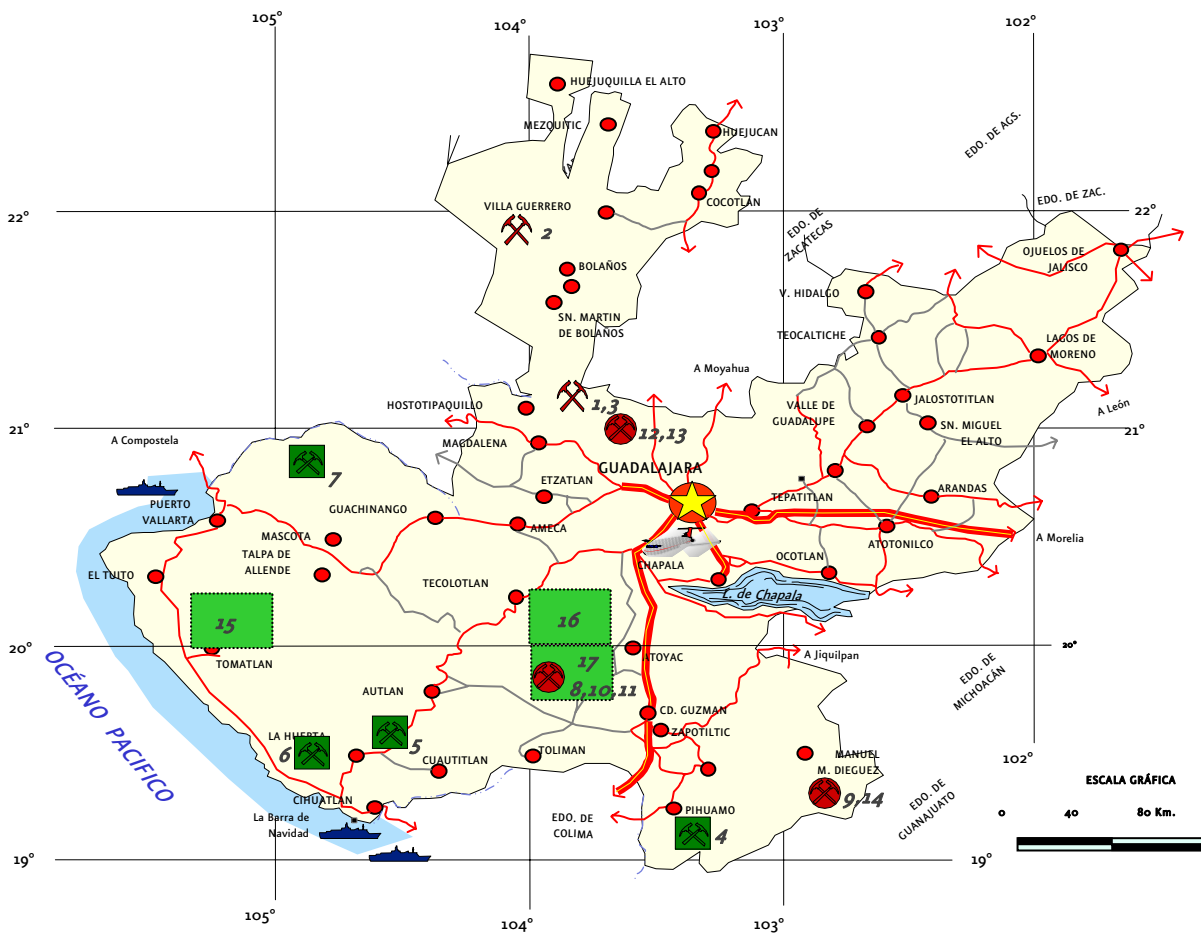 105°
104°
103°
102°
HUEJUQUILLA EL ALTO
MEZQUITIC
HUEJUCAN
EDO. DE AGS.
EDO. DE ZAC.
COCOTLAN
VILLA GUERRERO
2
22°
22°
EDO. DE
ZACATECAS
OJUELOS DE
JALISCO
BOLAÑOS
SN. MARTIN
DE BOLAÑOS
V. HIDALGO
TEOCALTICHE
LAGOS DE
MORENO
A Moyahua
HOSTOTIPAQUILLO
1,3
12,13
VALLE DE
GUADALUPE
JALOSTOTITLAN
A León
SN. MIGUEL
EL ALTO
21°
21°
A Compostela
MAGDALENA
GUADALAJARA
7
ETZATLAN
TEPATITLAN
ARANDAS
PUERTO
VALLARTA
GUACHINANGO
AMECA
ATOTONILCO
A Morelia
MASCOTA
TALPA DE
ALLENDE
CHAPALA
OCOTLAN
EL TUITO
TECOLOTLAN
L. de Chapala
15
16
20°
20°
TOMATLAN
17
ATOYAC
A Jiquilpan
EDO. DE
MICHOACÁN
8,10,11
OCÉANO PACIFICO
AUTLAN
CD. GUZMAN
ZAPOTILTIC
LA HUERTA
6
5
CUAUTITLAN
TOLIMAN
MANUEL
M. DIEGUEZ
102°
9,14
EDO. DE
GUANAJUATO
ESCALA GRÁFICA
0
40
80 Km.
CIHUATLAN
La Barra de
Navidad
EDO. DE
COLIMA
PIHUAMO
4
19°
19°
105°
104°
103°